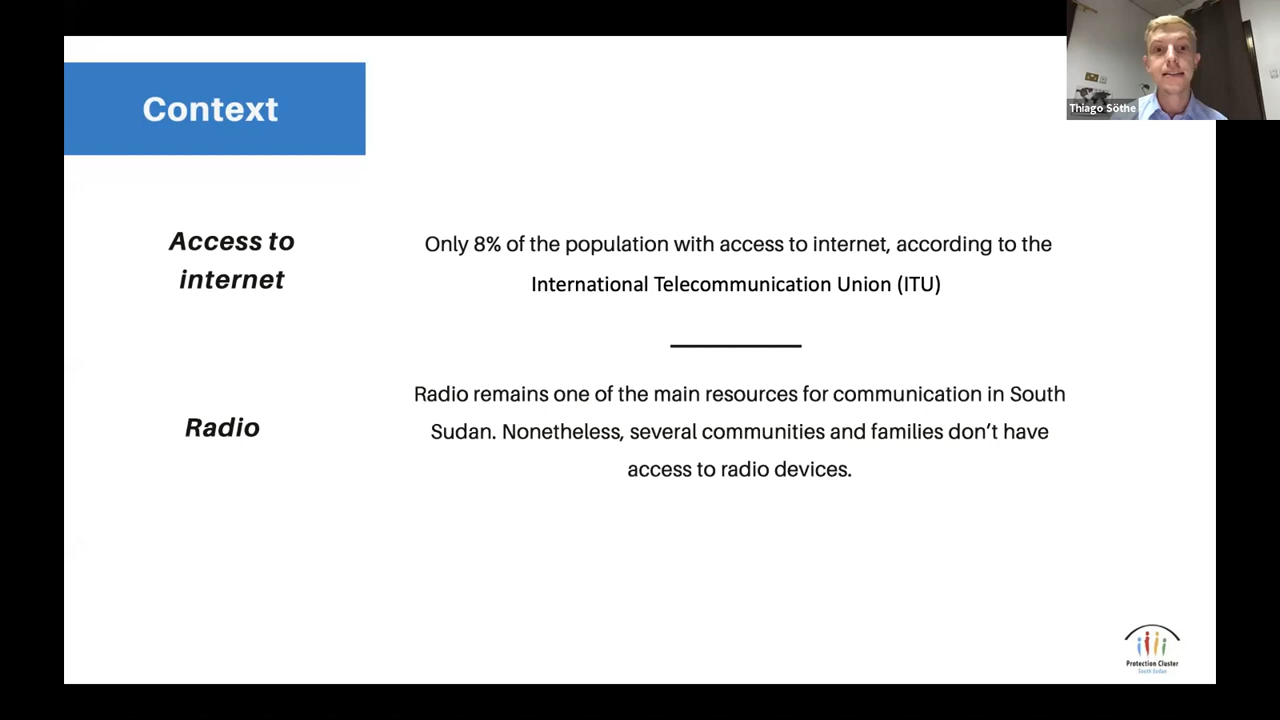 Context
Thiago Söthe
Access to
internet
Only 8% of the population with access to internet, according to the
International Telecommunication Union (ITU)
Radio
Radio remains one of the main resources for communication in South
Sudan. Nonetheless, several communities and families don't have
access to radio devices.
Protection Cluster
South Sudan